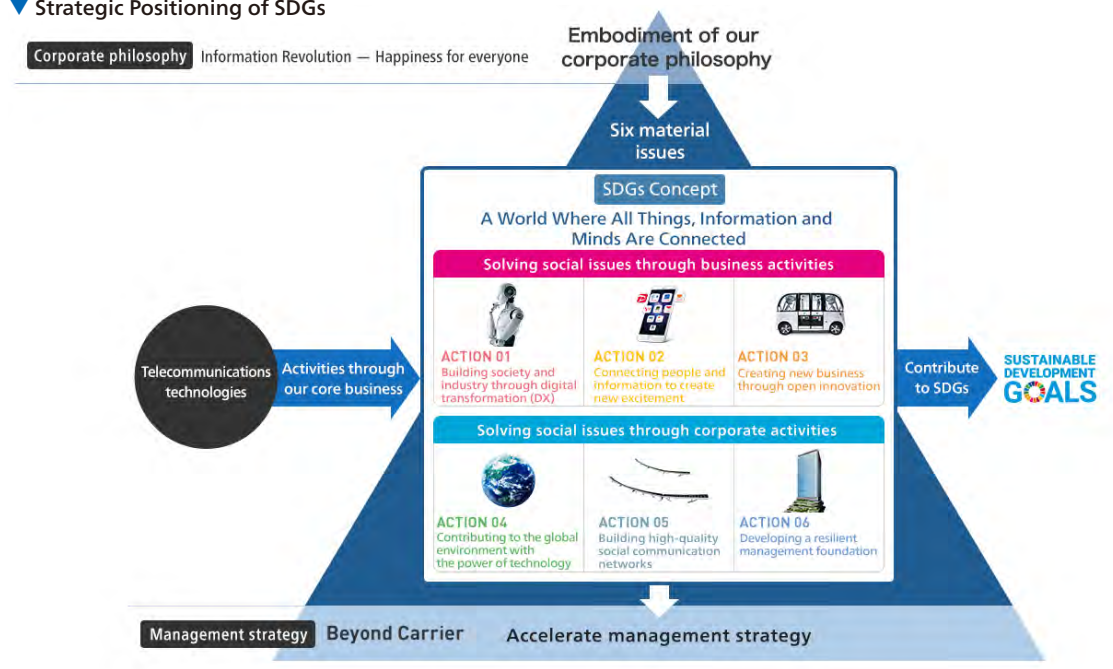 ▼ Strategic Positioning of SDGs
Corporate philosophy Information Revolution — Happiness for everyone
Embodiment of our
corporate philosophy
Six material
issues
SDGs Concept
A World Where All Things, Information and
Minds Are Connected
Solving social issues through business activities
ACTION 01
Building society and
industry through digital
transformation (DX)
ACTION 02
Connecting people and
information to create
new excitement
ACTION 03
Creating new business
through open innovation
Telecommunications
technologies
Activities through
our core business
Contribute
to SDGs
SUSTAINABLE
DEVELOPMENT
GOALS
Solving social issues through corporate activities
ACTION 04
Contributing to the global
environment with
the power of technology
ACTION 05
Building high-quality
social communication
networks
ACTION 06
Developing a resilient
management foundation
Management strategy Beyond Carrier Accelerate management strategy